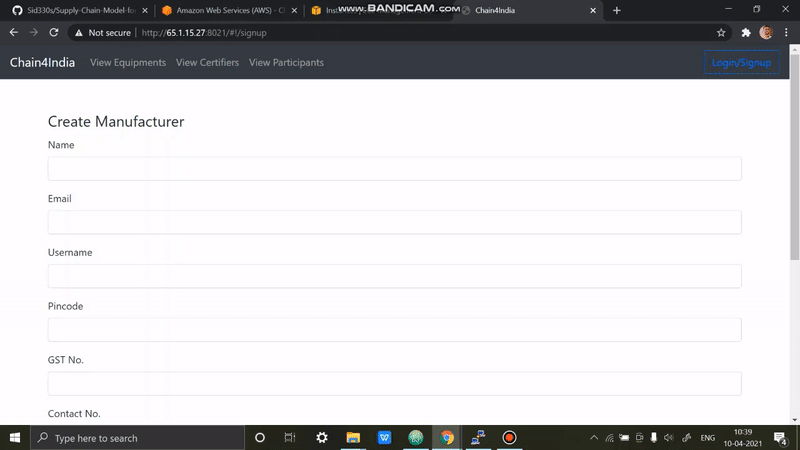 Sid330s/Supply-Chain-Model-fo
Amazon Web Services (AWS) - Cl
www.BANDICAM.com
Chain4India
Not secure http://65.1.15.27:8021/#!/signup
Chain4India View Equipments View Certifiers View Participants Login/Signup
Create Manufacturer
Name
Email
Username
Pincode
GST No.
Contact No.
Type here to search
ENG
10:39
10-04-2021
4